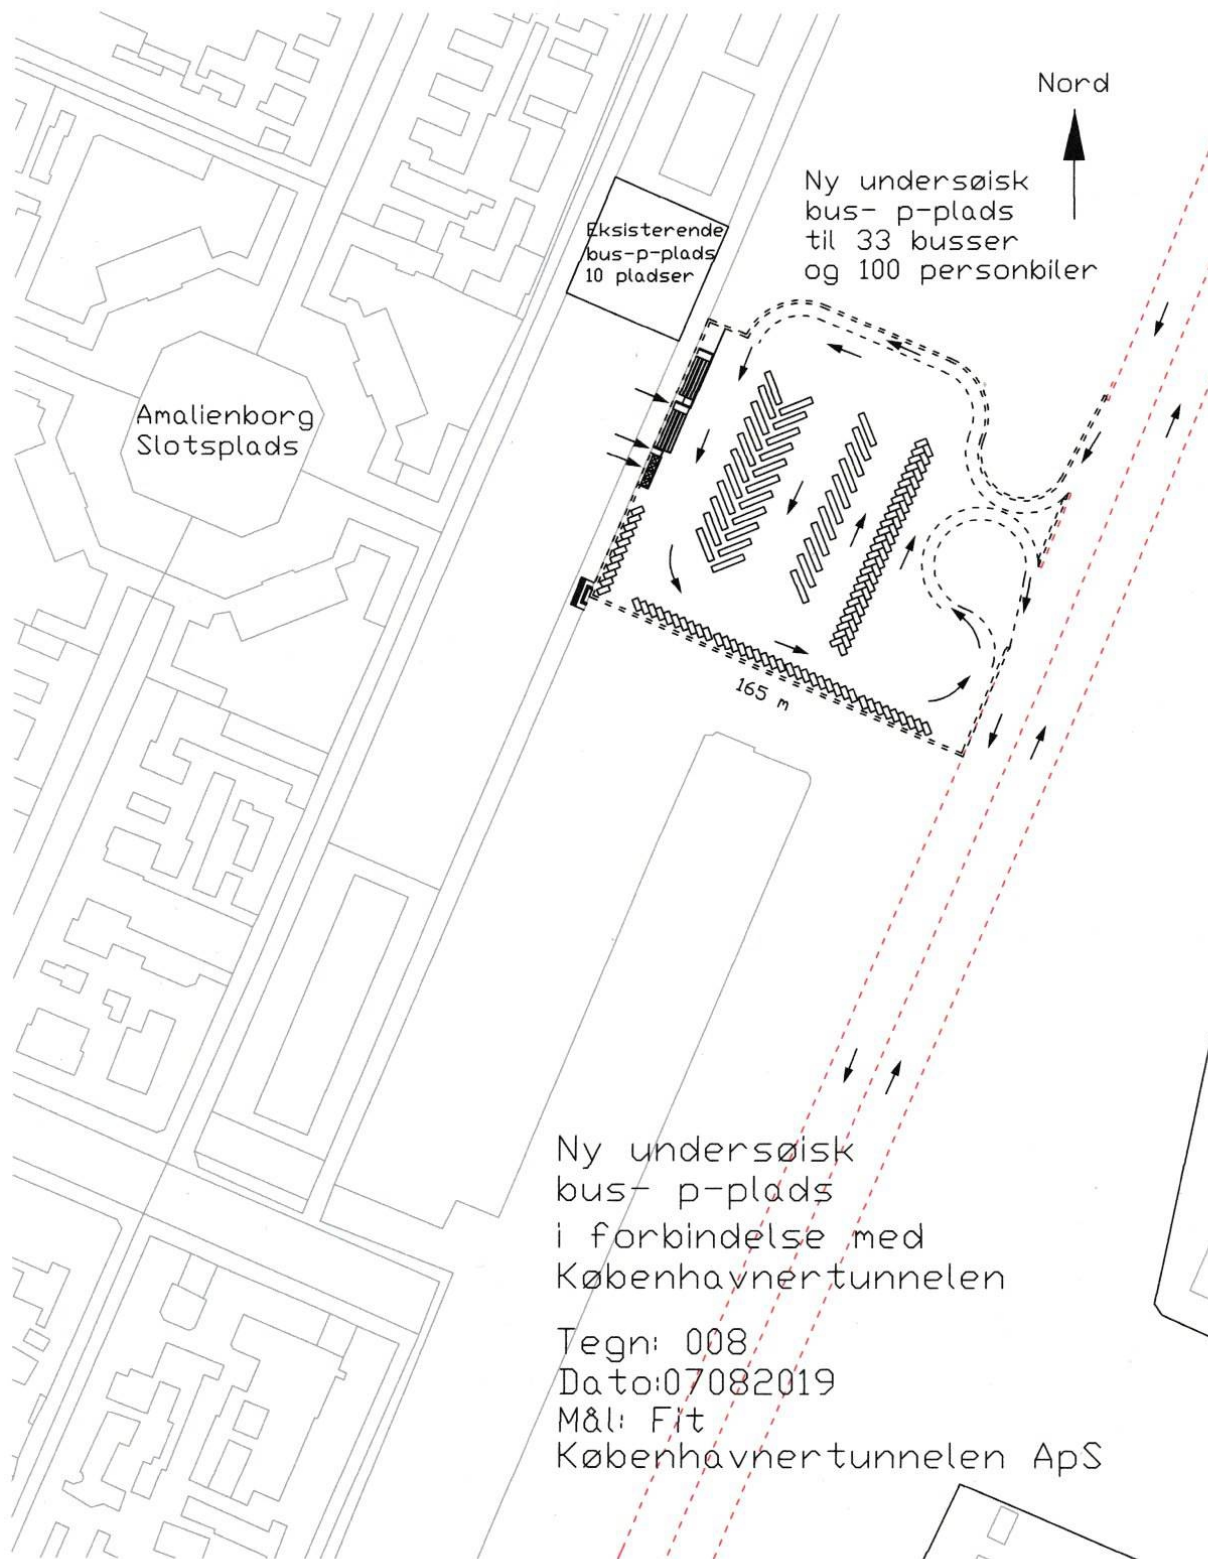 Nord
Ny undersøisk
bus- p-plads
til 33 busser
og 100 personbiler
Eksisterende
bus-p-plads
10 pladser
Amalienborg
Slotsplads
165 m
Ny undersøisk
bus- p-plads
i forbindelse med
Københavnertunnelen
Tegn: 008
Dato:07082019
Mål: Fit
Københavnertunnelen ApS